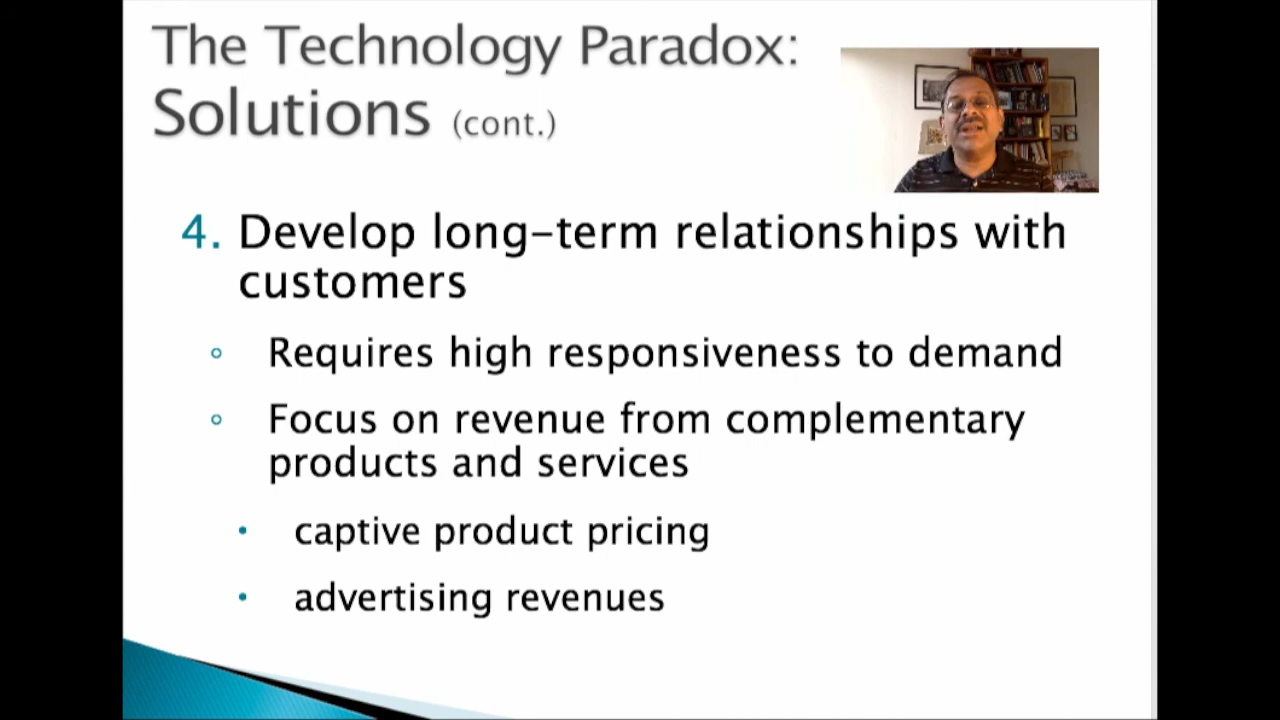 The Technology Paradox:
Solutions (cont.)
4. Develop long-term relationships with
customers
Requires high responsiveness to demand
Focus on revenue from complementary
products and services
captive product pricing
advertising revenues